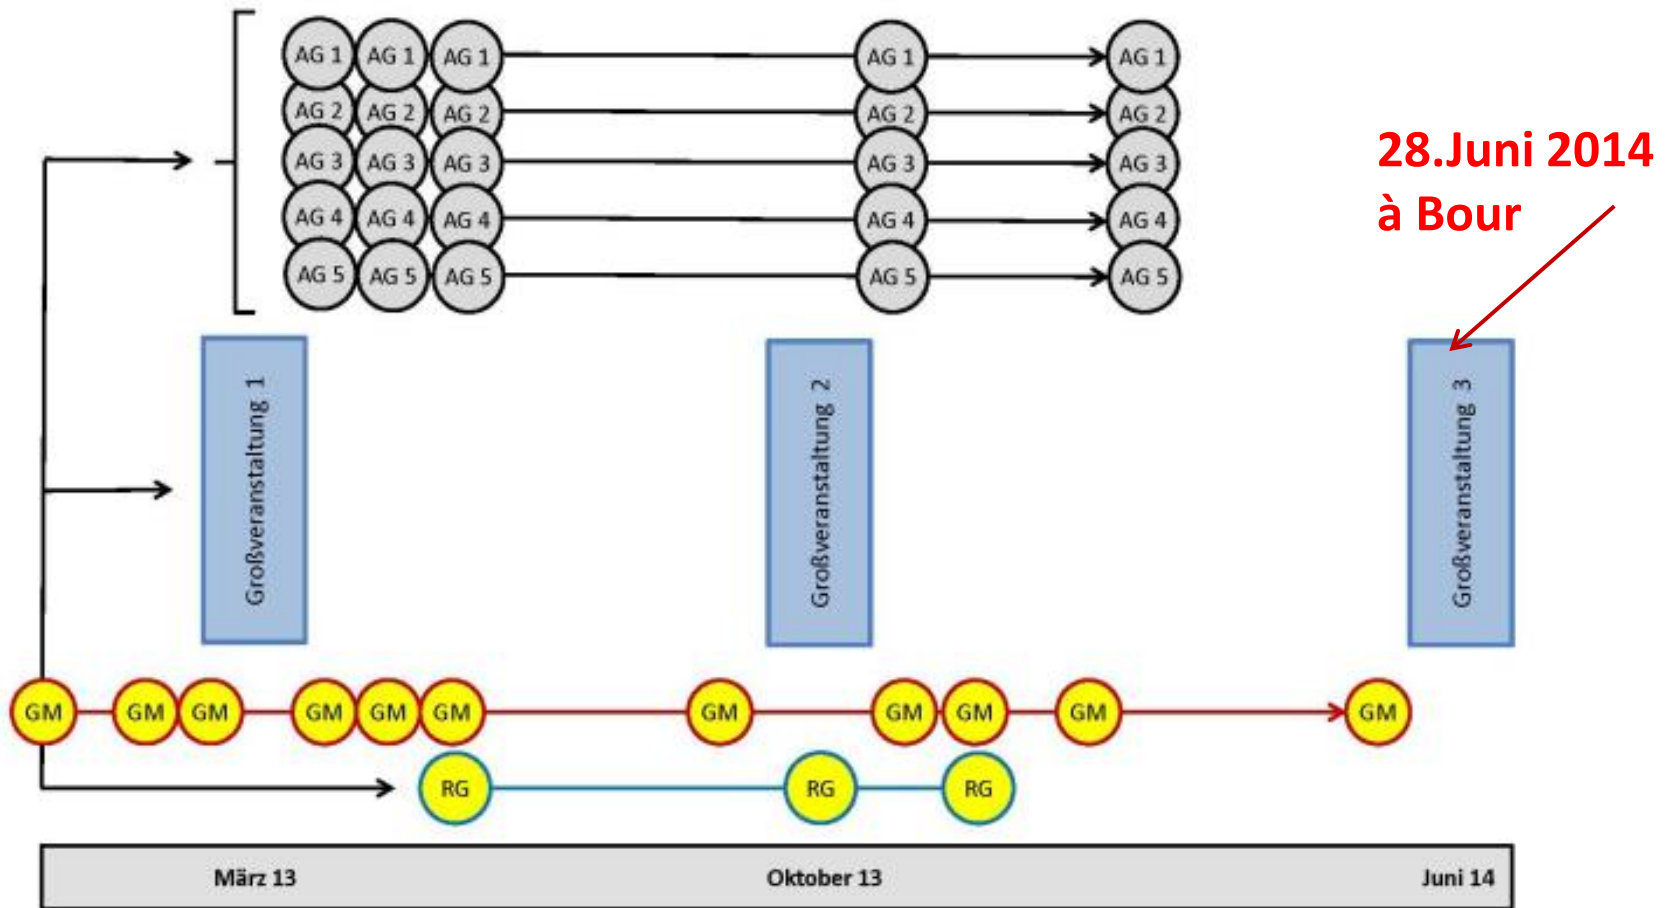 AG 1 AG 1 AG 1 AG 1 AG 1
AG 2 AG 2 AG 2 AG 2 AG 2
AG 3 AG 3 AG 3 AG 3 AG 3
AG 4 AG 4 AG 4 AG 4 AG 4
AG 5 AG 5 AG 5 AG 5 AG 5
28.Juni 2014
à Bour
Großveranstaltung 1
Großveranstaltung 2
Großveranstaltung 3
GM GM GM GM GM GM GM GM GM GM GM
RG RG RG
März 13 Oktober 13 Juni 14